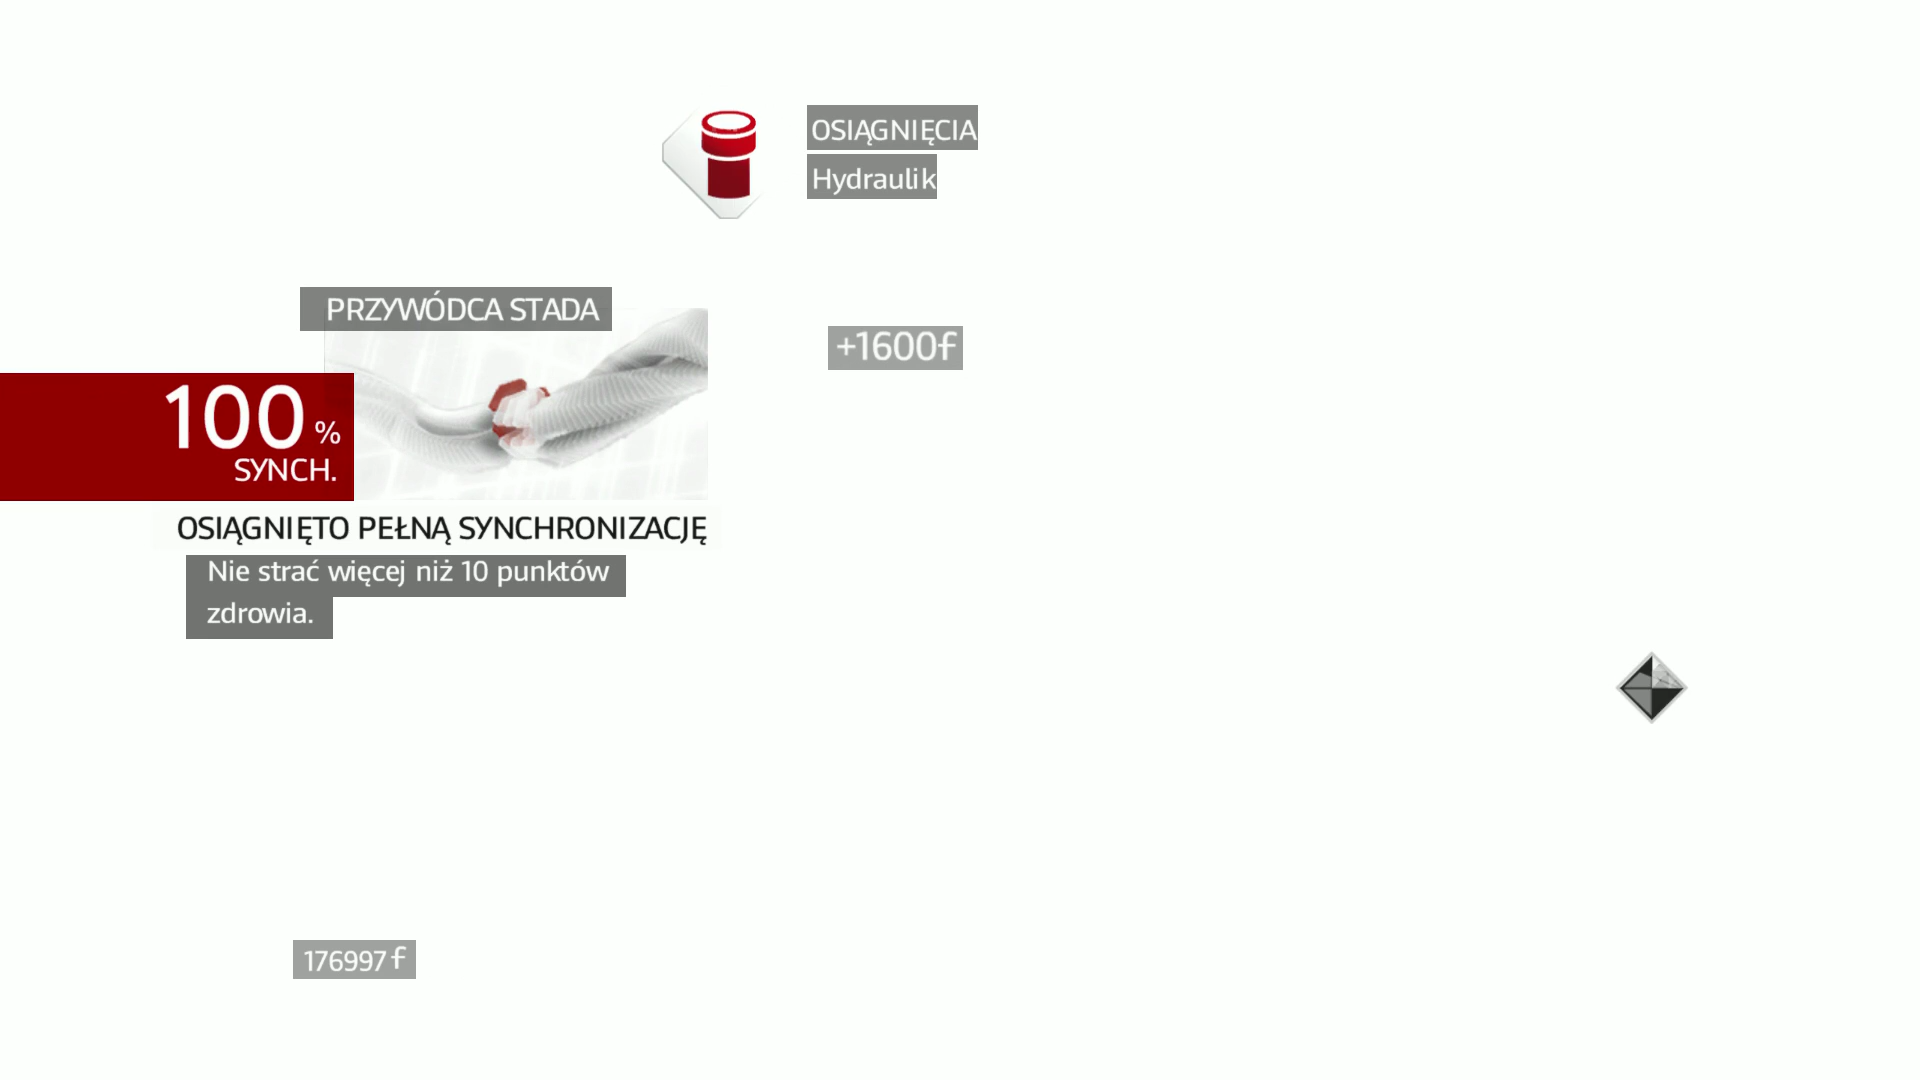 OSIĄGNIĘCIA
Hydraulik
PRZYWÓDCA STADA
+1600f
100 %
SYNCH.
OSIĄGNIĘTO PEŁNĄ SYNCHRONIZACJĘ
Nie strać więcej niż 10 punktów
zdrowia.
176997 f